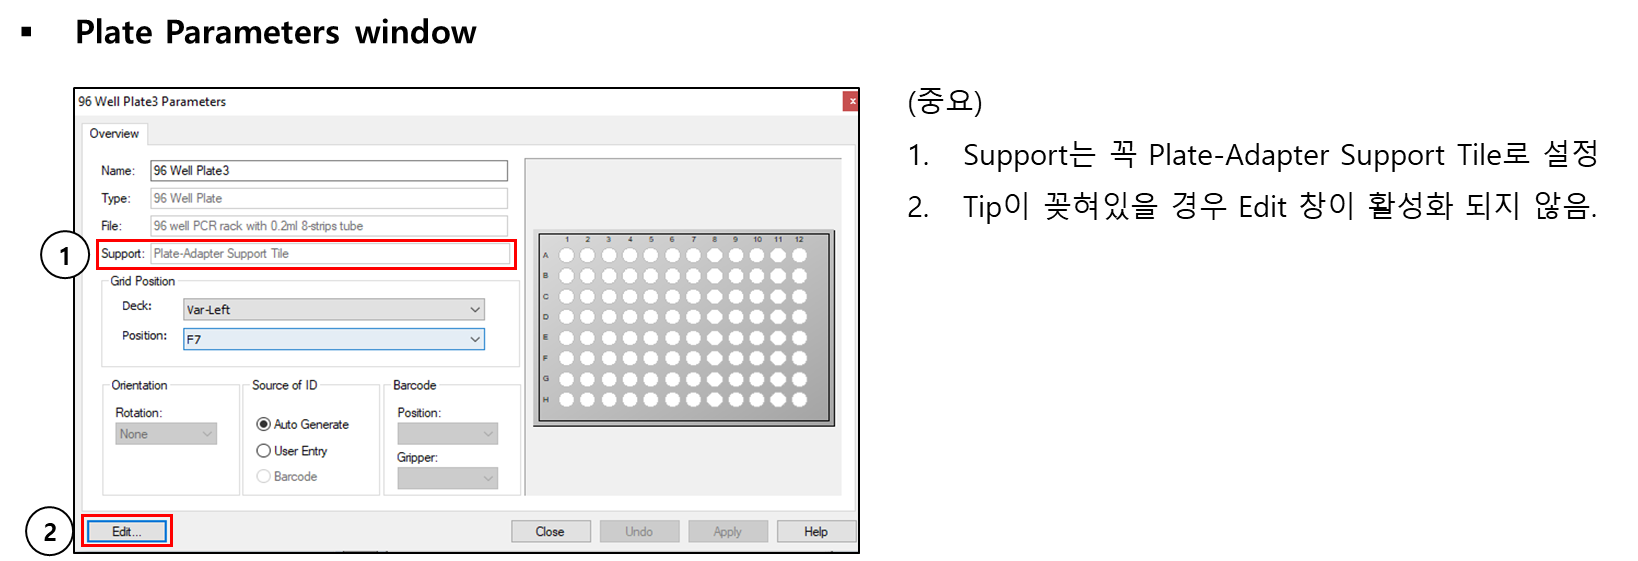 ▪ Plate Parameters window
96 Well Plate3 Parameters
x
Overview
Name: 96 Well Plate3
Type: 96 Well Plate
File: 96 well PCR rack with 0.2ml 8-strips tube
1
Support: Plate-Adapter Support Tile
Grid Position
Deck: Var-Left
Position: F7
Orientation
Rotation:
None
Source of ID
Auto Generate
User Entry
Barcode
Barcode
Position:
Gripper:
1 2 3 4 5 6 7 8 9 10 11 12
A
B
C
D
E
F
G
H
2
Edit...
Close Undo Apply Help
(중요)
1. Support는 꼭 Plate-Adapter Support Tile로 설정
2. Tip이 꽂혀있을 경우 Edit 창이 활성화 되지 않음.